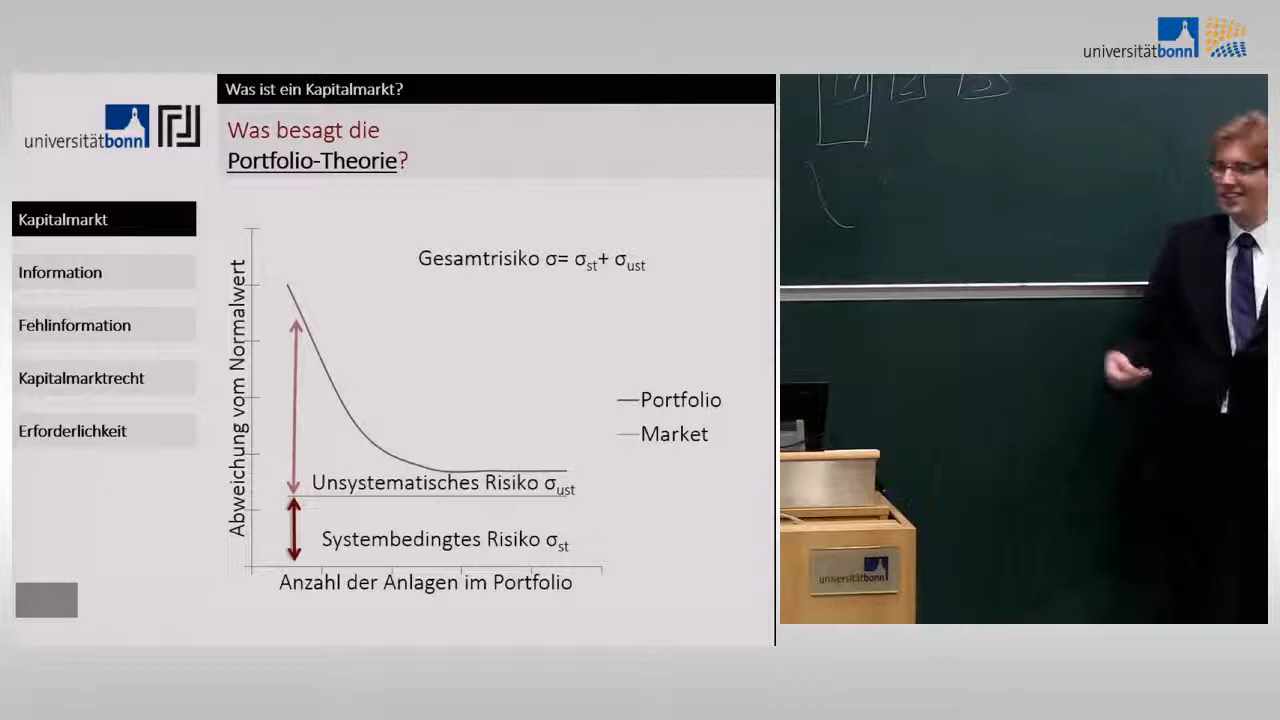 universitätbonn
universitätbonn
Was ist ein Kapitalmarkt?
Was besagt die
Portfolio-Theorie?
Kapitalmarkt
Information
Fehlinformation
Kapitalmarktrecht
Erforderlichkeit
Gesamtrisiko σ= σst+ σust
Abweichung vom Normalwert
Portfolio
Market
Unsystematisches Risiko σust
Systembedingtes Risiko σst
Anzahl der Anlagen im Portfolio
universitätbonn